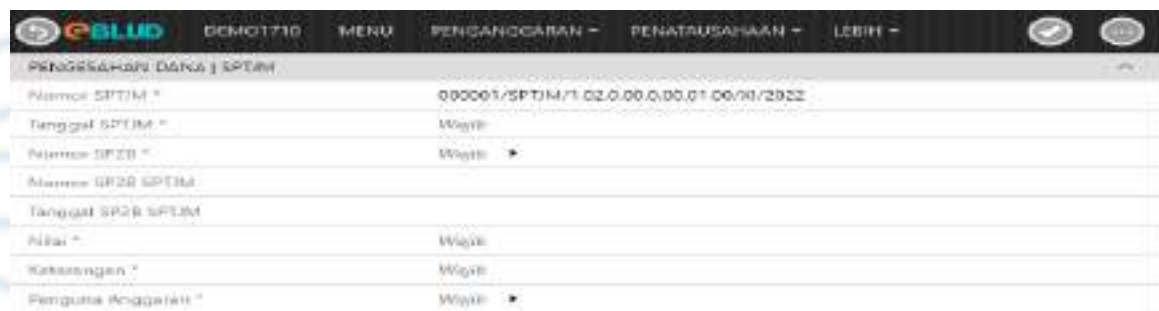 eBLUD DEMO1710 MENU PENGANGGARAN PENATAUSAHAAN LEBIH
PENGESAHAN DANA | SPTJM
Nomor SPTJM * 000001/SPTJM/1.02.0.00.0.00.01.00/XI/2022
Tanggal SPTJM * Wajib
Nomor SP2B * Wajib
Nomor SP2B SPTJM
Tanggal SP2B SPTJM
Nilai * Wajib
Keterangan * Wajib
Penguna Anggaran * Wajib